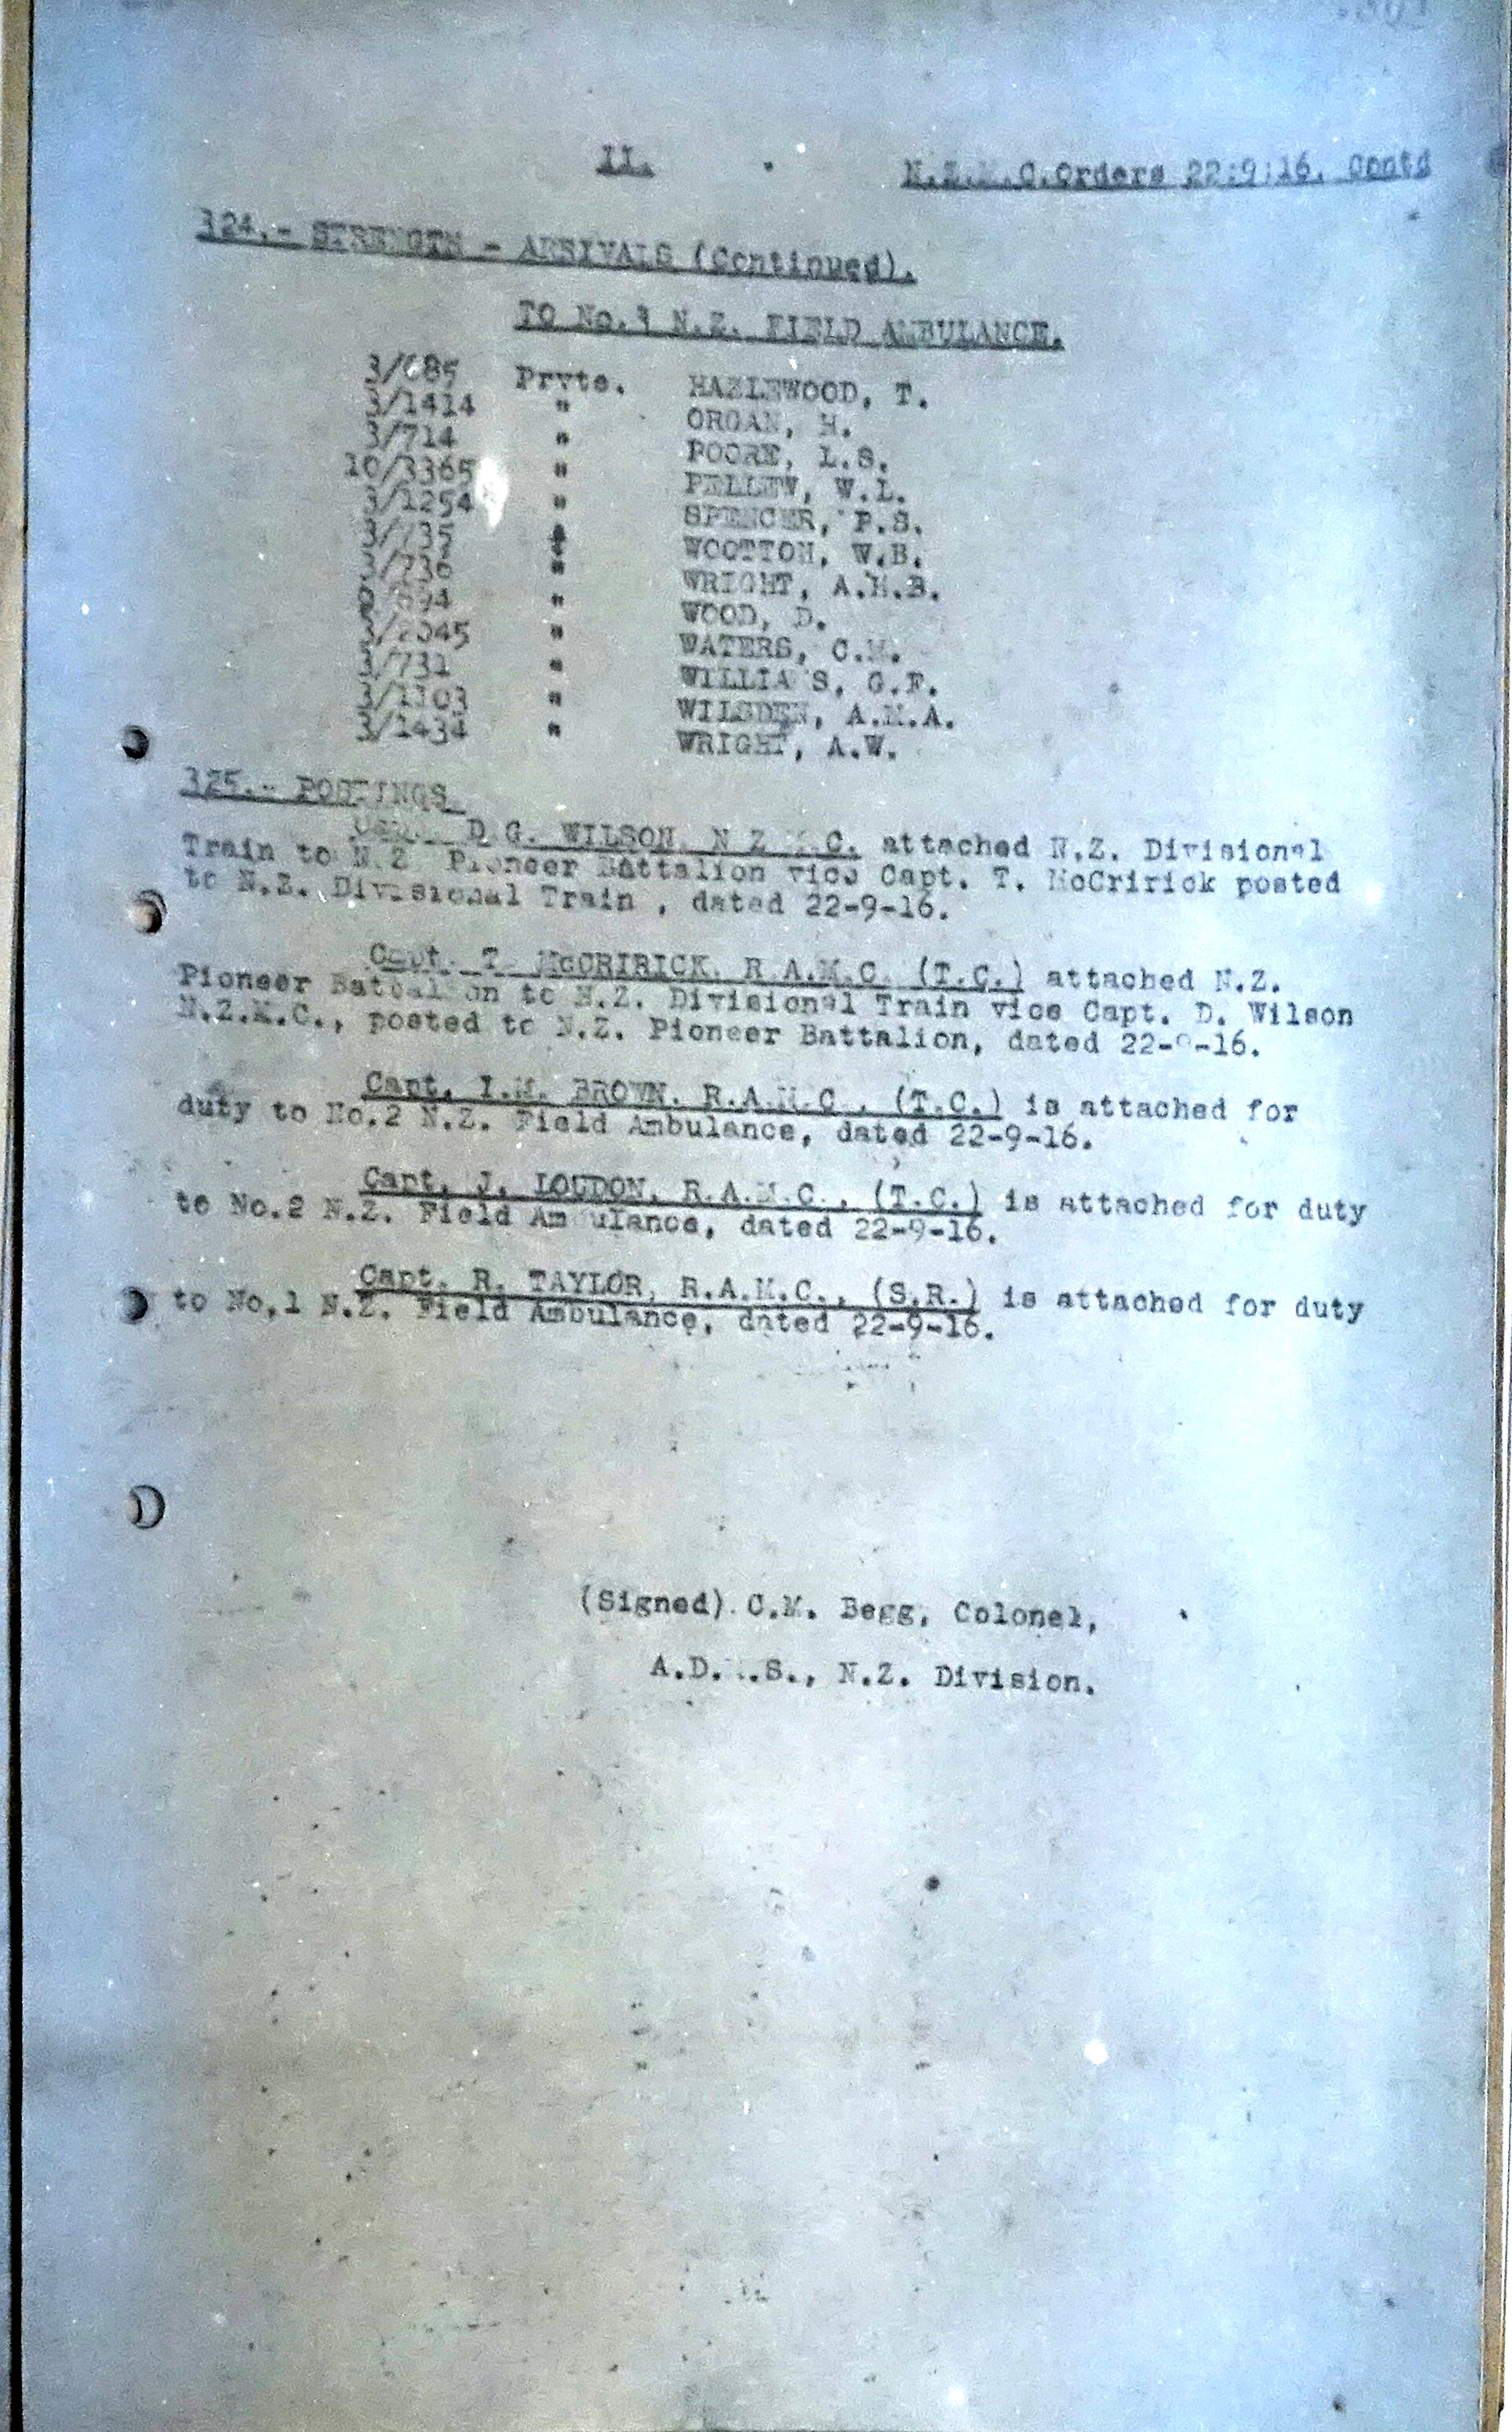 II.
N.Z.M.C.Orders 22:9:16. Contd
324.- STRENGTH - ARRIVALS (Continued).
TO No. N.Z. FIELD AMBULANCE.
3/685 Prvte. HAZLEWOOD, T.
3/1414 " ORGAN, H.
3/714 " POORE, L.S.
10/3365 " PELLEW, W.L.
3/1254 " SPENCER, P.S.
3/735 " WOOTTON, W.B.
3/736 " WRIGHT, A.H.B.
" WOOD, D.
3/2045 " WATERS, C.M.
3/731 " WILLIA S, G.F.
3/1103 " WILSDEN, A.M.A.
3/1434 " WRIGHT, A.W.
325.- POSTINGS
Capt. D G. WILSON, N Z M.C. attached N.Z. Divisional
Train to N.Z Pioneer Battalion vice Capt. T. McCririck posted
to N.Z. Divisional Train , dated 22-9-16.
Capt. T. McCRIRICK. R.A.M.C. (T.C.) attached N.Z.
Pioneer Battalion to N.Z. Divisional Train vice Capt. D. Wilson
N.Z.M.C., posted to N.Z. Pioneer Battalion, dated 22-9-16.
Capt. I.M. BROWN. R.A.M.C., (T.C.) is attached for
duty to No.2 N.Z. Field Ambulance, dated 22-9-16.
Capt. J. LOUDON. R.A.M.C., (T.C.) is attached for duty
to No.2 N.Z. Field Am ulance, dated 22-9-16.
Capt. R. TAYLOR, R.A.M.C., (S.R.) is attached for duty
to No.1 N.Z. Field Ambulance, dated 22-9-16.
(Signed). C.M. Begg, Colonel,
A.D. .S., N.Z. Division.